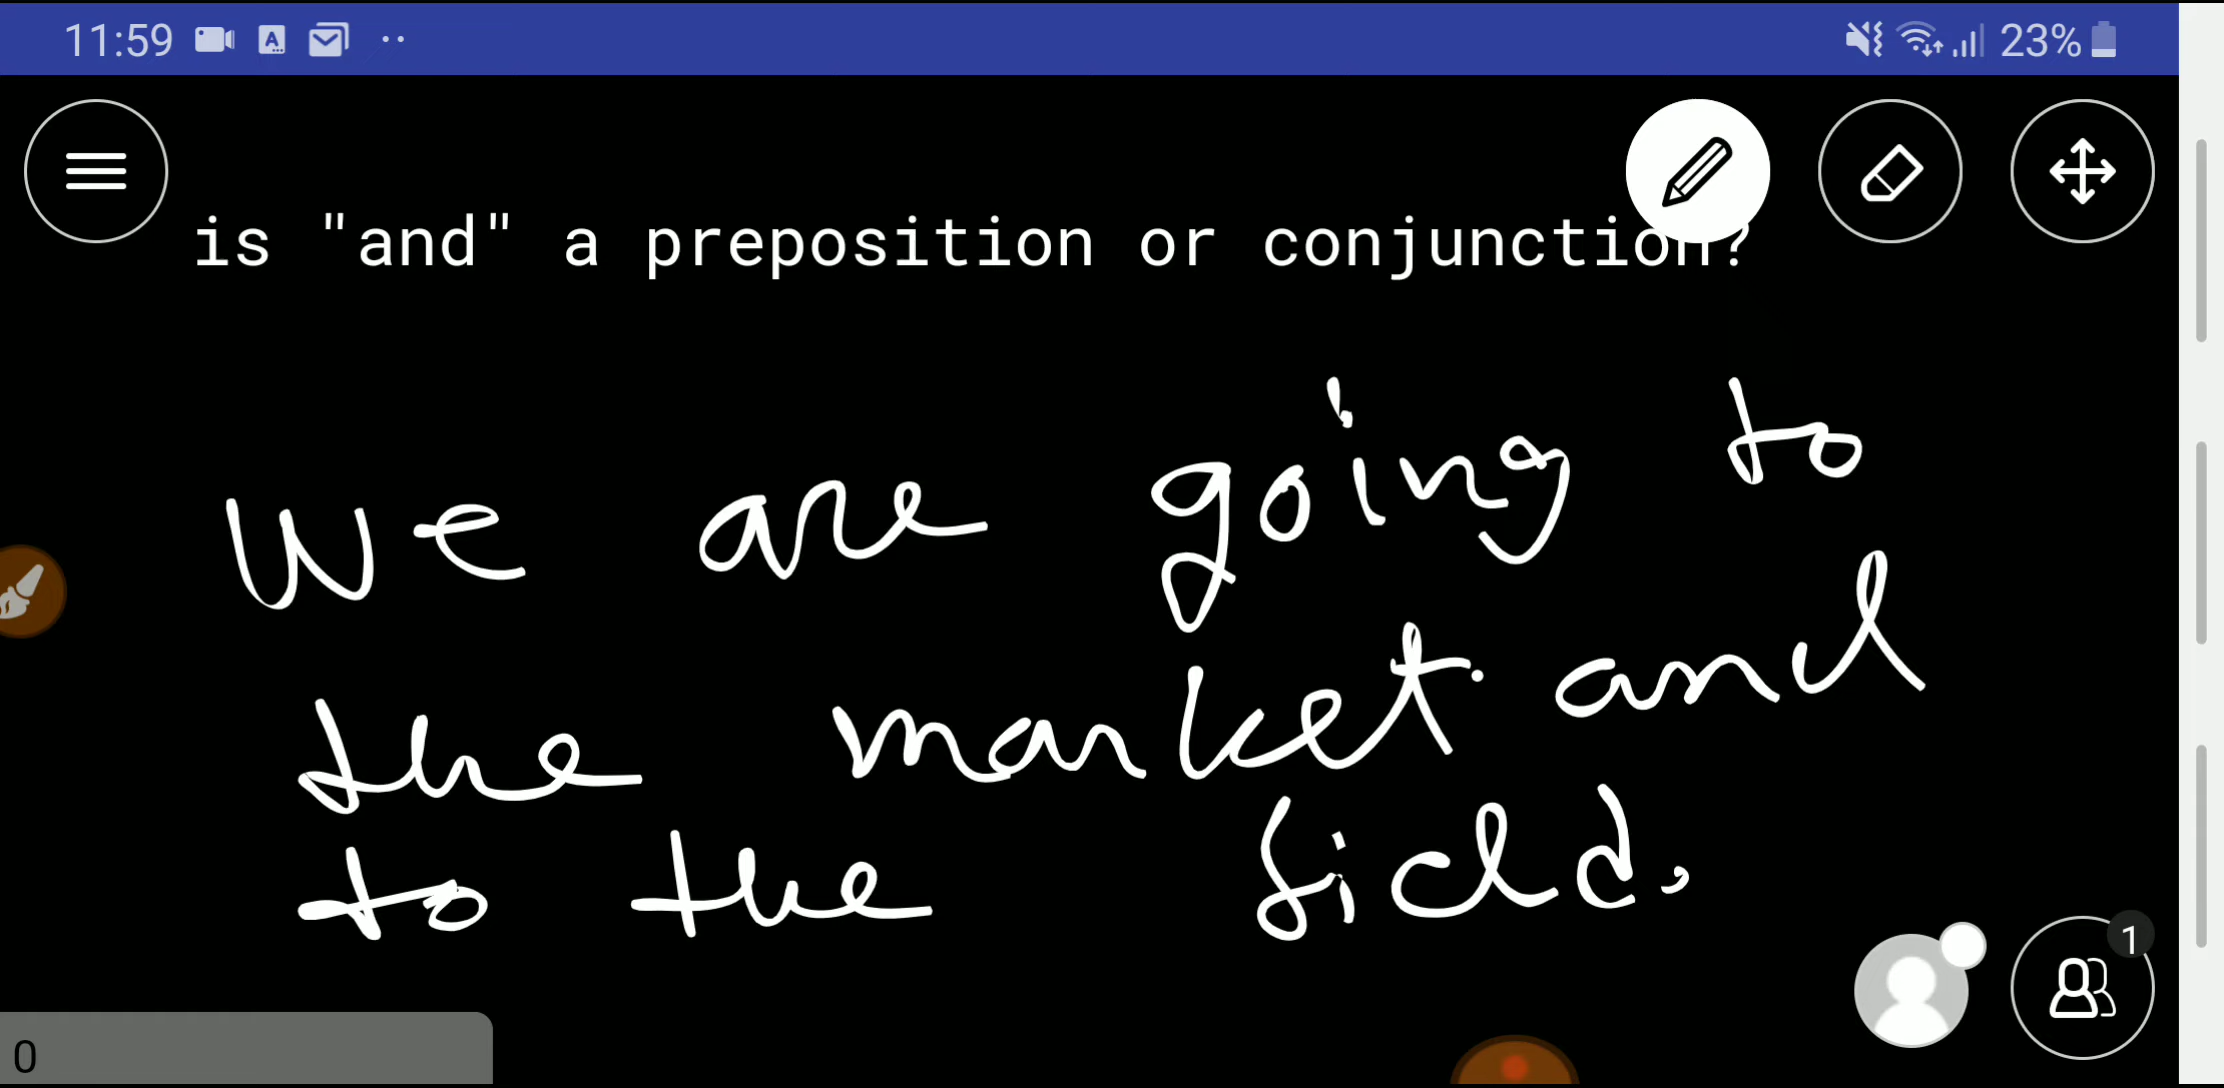 11:59
23%
is "and" a preposition or conjunction?
We are going to
the market. and
to the field,
1
0